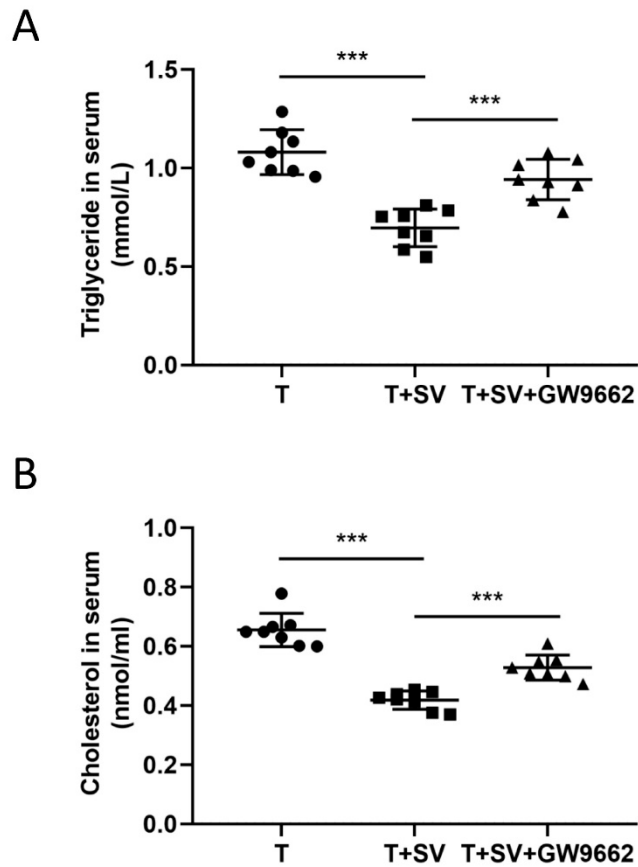 A
Triglyceride in serum
(mmol/L)
1.5
1.0
0.5
0.0
***
***
T
T+SV
T+SV+GW9662
B
Cholesterol in serum
(nmol/ml)
1.0
0.8
0.6
0.4
0.2
0.0
***
***
T
T+SV
T+SV+GW9662